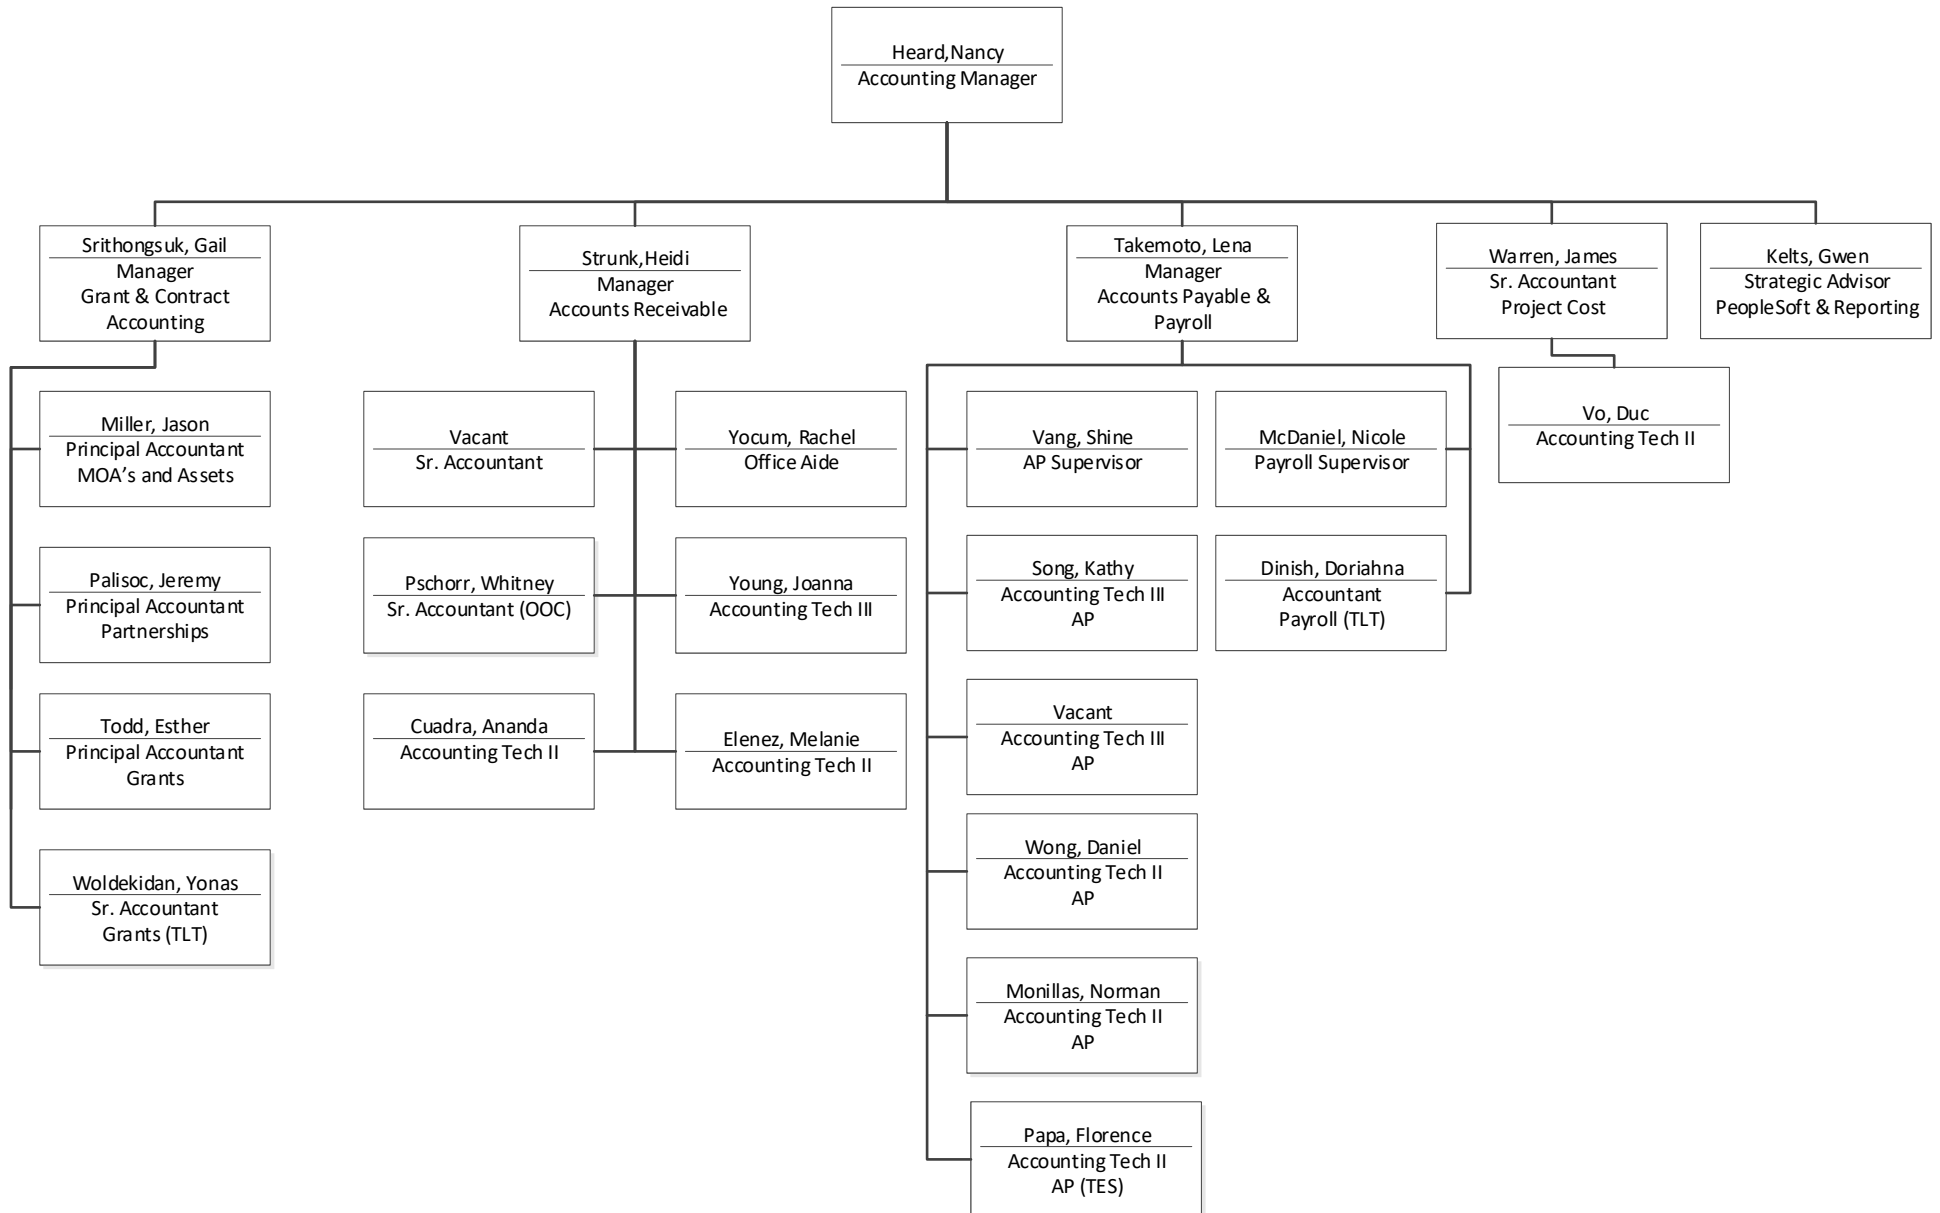 Heard,Nancy
Accounting Manager
Srithongsuk, Gail
Manager
Grant & Contract
Accounting
Strunk,Heidi
Manager
Accounts Receivable
Takemoto, Lena
Manager
Accounts Payable &
Payroll
Warren, James
Sr. Accountant
Project Cost
Kelts, Gwen
Strategic Advisor
PeopleSoft & Reporting
Miller, Jason
Principal Accountant
MOA’s and Assets
Palisoc, Jeremy
Principal Accountant
Partnerships
Todd, Esther
Principal Accountant
Grants
Woldekidan, Yonas
Sr. Accountant
Grants (TLT)
Vacant
Sr. Accountant
Yocum, Rachel
Office Aide
Pschorr, Whitney
Sr. Accountant (OOC)
Young, Joanna
Accounting Tech III
Cuadra, Ananda
Accounting Tech II
Elenez, Melanie
Accounting Tech II
Vang, Shine
AP Supervisor
McDaniel, Nicole
Payroll Supervisor
Song, Kathy
Accounting Tech III
AP
Dinish, Doriahna
Accountant
Payroll (TLT)
Vacant
Accounting Tech III
AP
Wong, Daniel
Accounting Tech II
AP
Monillas, Norman
Accounting Tech II
AP
Papa, Florence
Accounting Tech II
AP (TES)
Vo, Duc
Accounting Tech II